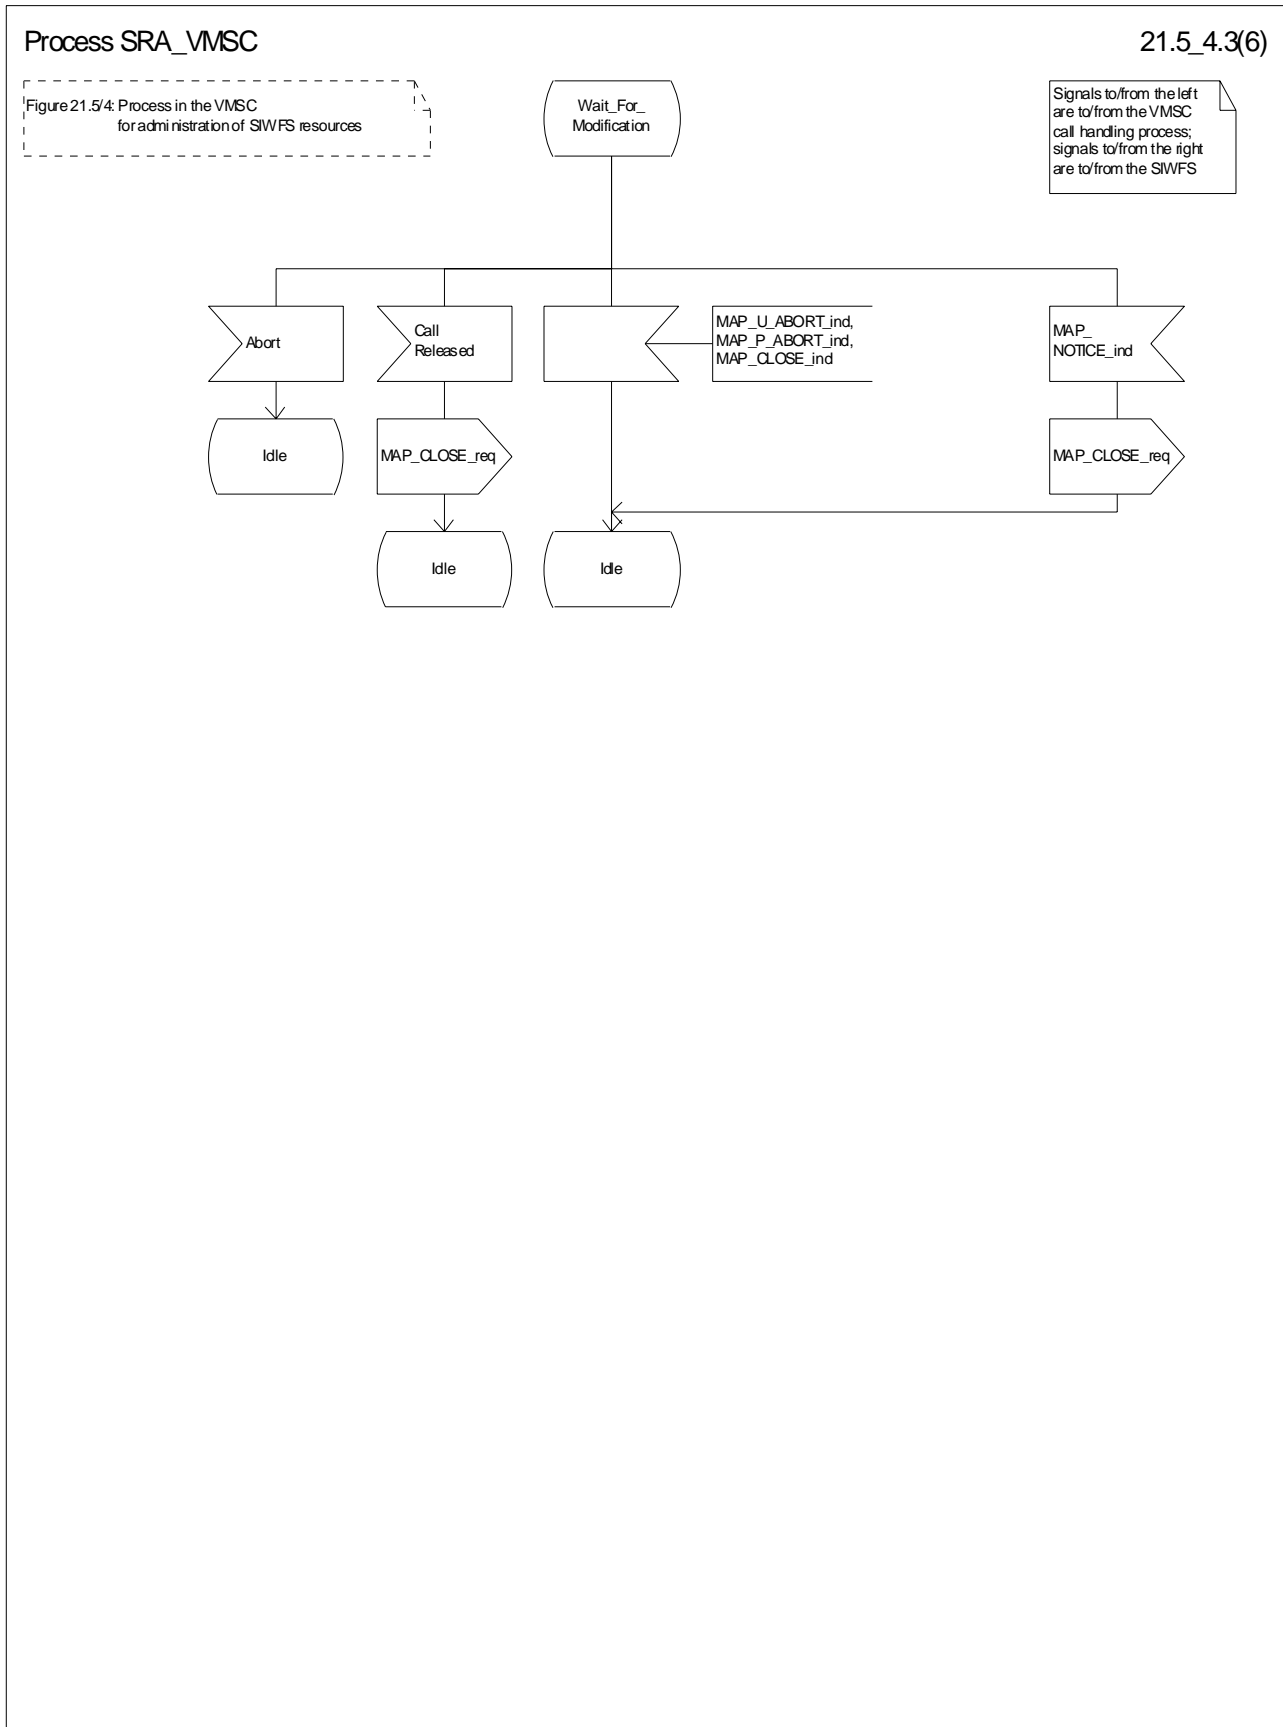 Process SRA_VMSC
21.5_4.3(6)
Figure 21.5/4: Process in the VMSC
for administration of SIWFS resources
Wait_For_
Modification
Signals to/from the left
are to/from the VMSC
call handling process;
signals to/from the right
are to/from the SIWFS
Abort
Call
Released
MAP_U_ABORT_ind,
MAP_P_ABORT_ind,
MAP_CLOSE_ind
MAP_
NOTICE_ind
Idle
MAP_CLOSE_req
MAP_CLOSE_req
Idle
Idle